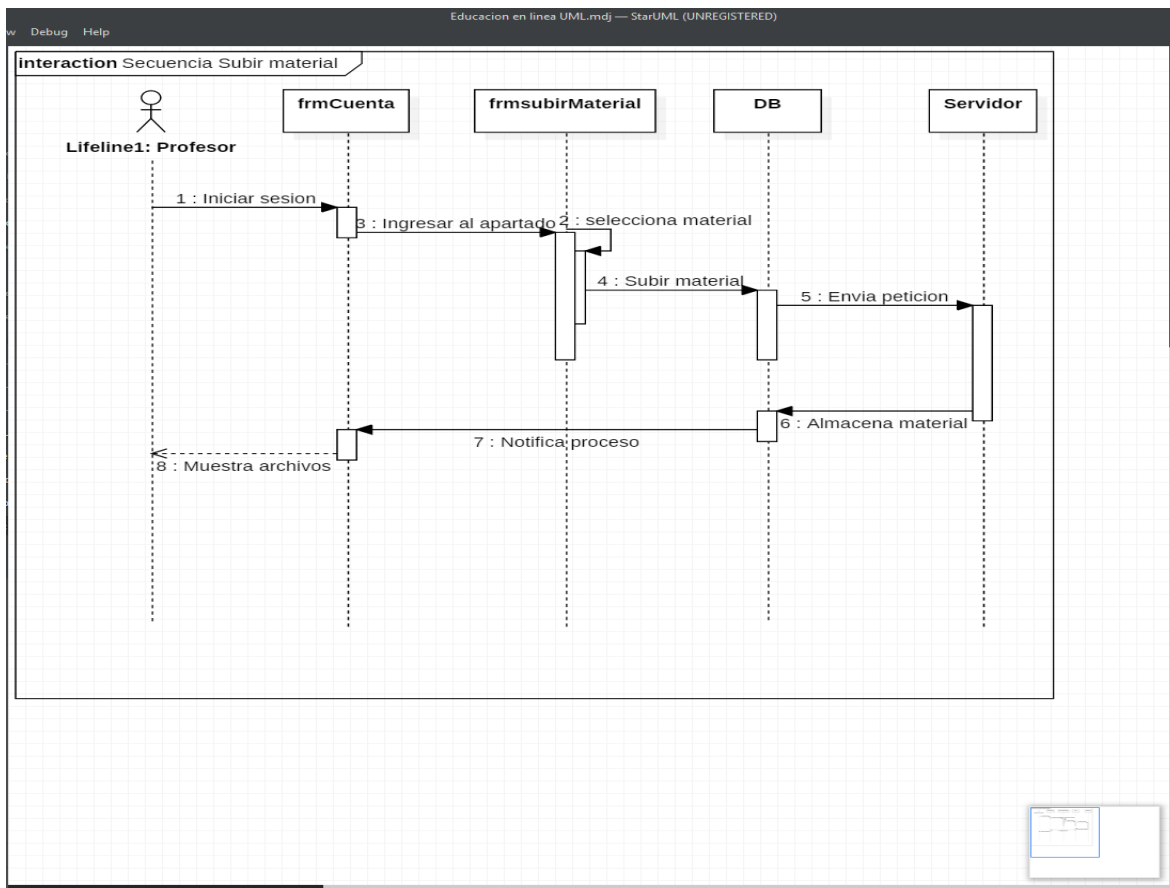 Educacion en linea UML.mdj — StarUML (UNREGISTERED)
w Debug Help
interaction Secuencia Subir material
frmCuenta
frmsubirMaterial
DB
Servidor
Lifeline1: Profesor
1 : Iniciar sesion
3 : Ingresar al apartado
2 : selecciona material
4 : Subir material
5 : Envia peticion
6 : Almacena material
7 : Notifica proceso
8 : Muestra archivos